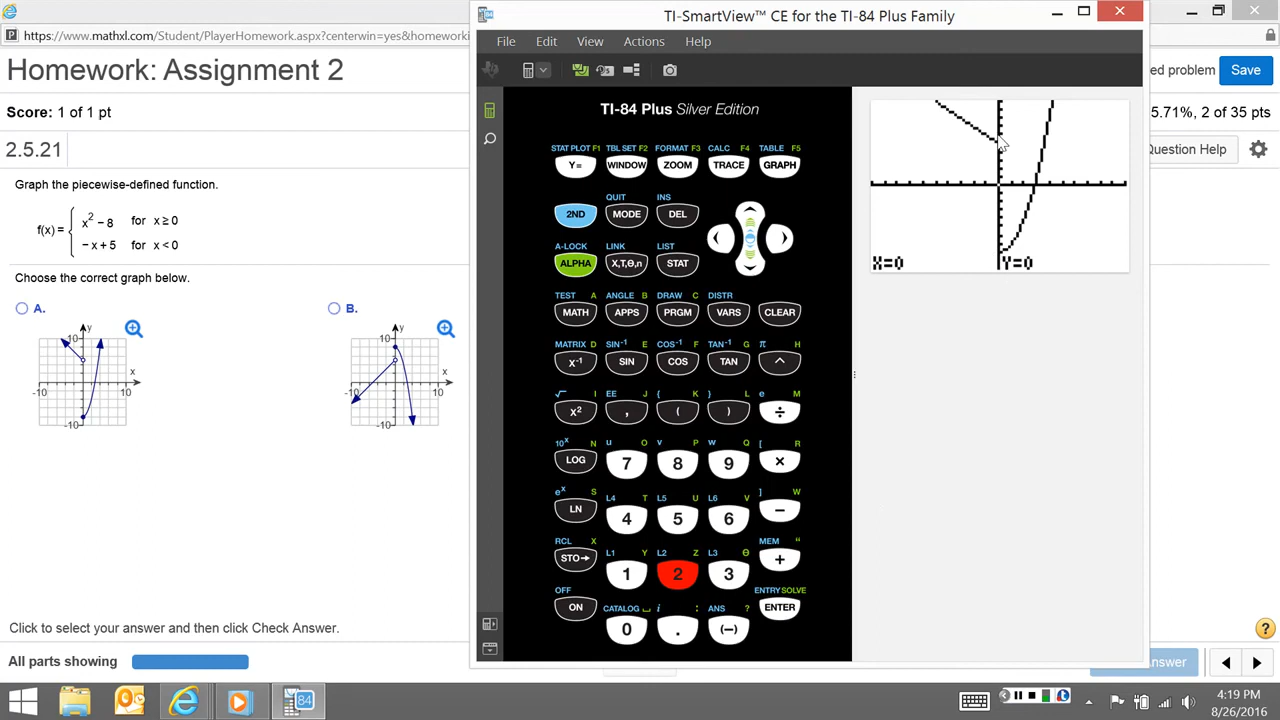 TI-SmartView™ CE for the TI-84 Plus Family
https://www.mathxl.com/Student/PlayerHomework.aspx?centerwin=yes&homeworki
File Edit View Actions Help
Homework: Assignment 2
ed problem Save
Score: 1 of 1 pt
5.71%, 2 of 35 pts
2.5.21
Question Help
Graph the piecewise-defined function.
f(x) = { x² − 8 for x ≥ 0
− x + 5 for x < 0
Choose the correct graph below.
A. B.
10 y
-10 10 x
-10
10 y
-10 10 x
-10
Click to select your answer and then click Check Answer.
All parts showing
TI-84 Plus Silver Edition
STAT PLOT F1 TBL SET F2 FORMAT F3 CALC F4 TABLE F5
Y= WINDOW ZOOM TRACE GRAPH
QUIT INS
2ND MODE DEL
A-LOCK LINK LIST
ALPHA X,T,Θ,n STAT
TEST A ANGLE B DRAW C DISTR
MATH APPS PRGM VARS CLEAR
MATRIX D SIN⁻¹ E COS⁻¹ F TAN⁻¹ G π H
x⁻¹ SIN COS TAN ^
√ I EE J { K } L e M
x² , ( ) ÷
10ˣ N u O v P w Q [ R
LOG 7 8 9 ×
eˣ S L4 T L5 U L6 V ] W
LN 4 5 6 −
RCL X L1 Y L2 Z L3 Θ MEM "
STO→ 1 2 3 +
OFF CATALOG ␣ i : ANS ? ENTRY SOLVE
ON 0 . (−) ENTER
X=0 Y=0
Answer
84
4:19 PM
8/26/2016